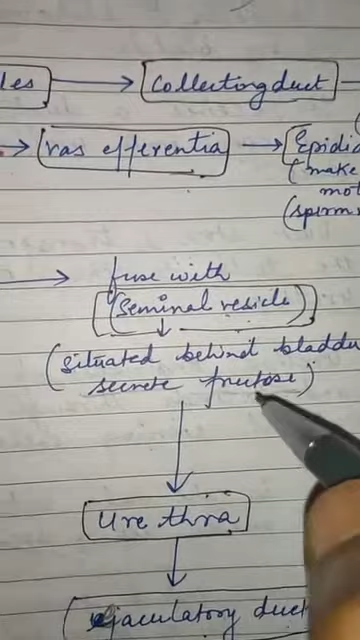 les → Collecting duct
→ vas efferentia → Epidid
(make
mot
(sperms
→ fuse with
(Seminal vesicle)
(situated behind bladder
secrete fructose)
Urethra
ejaculatory duct